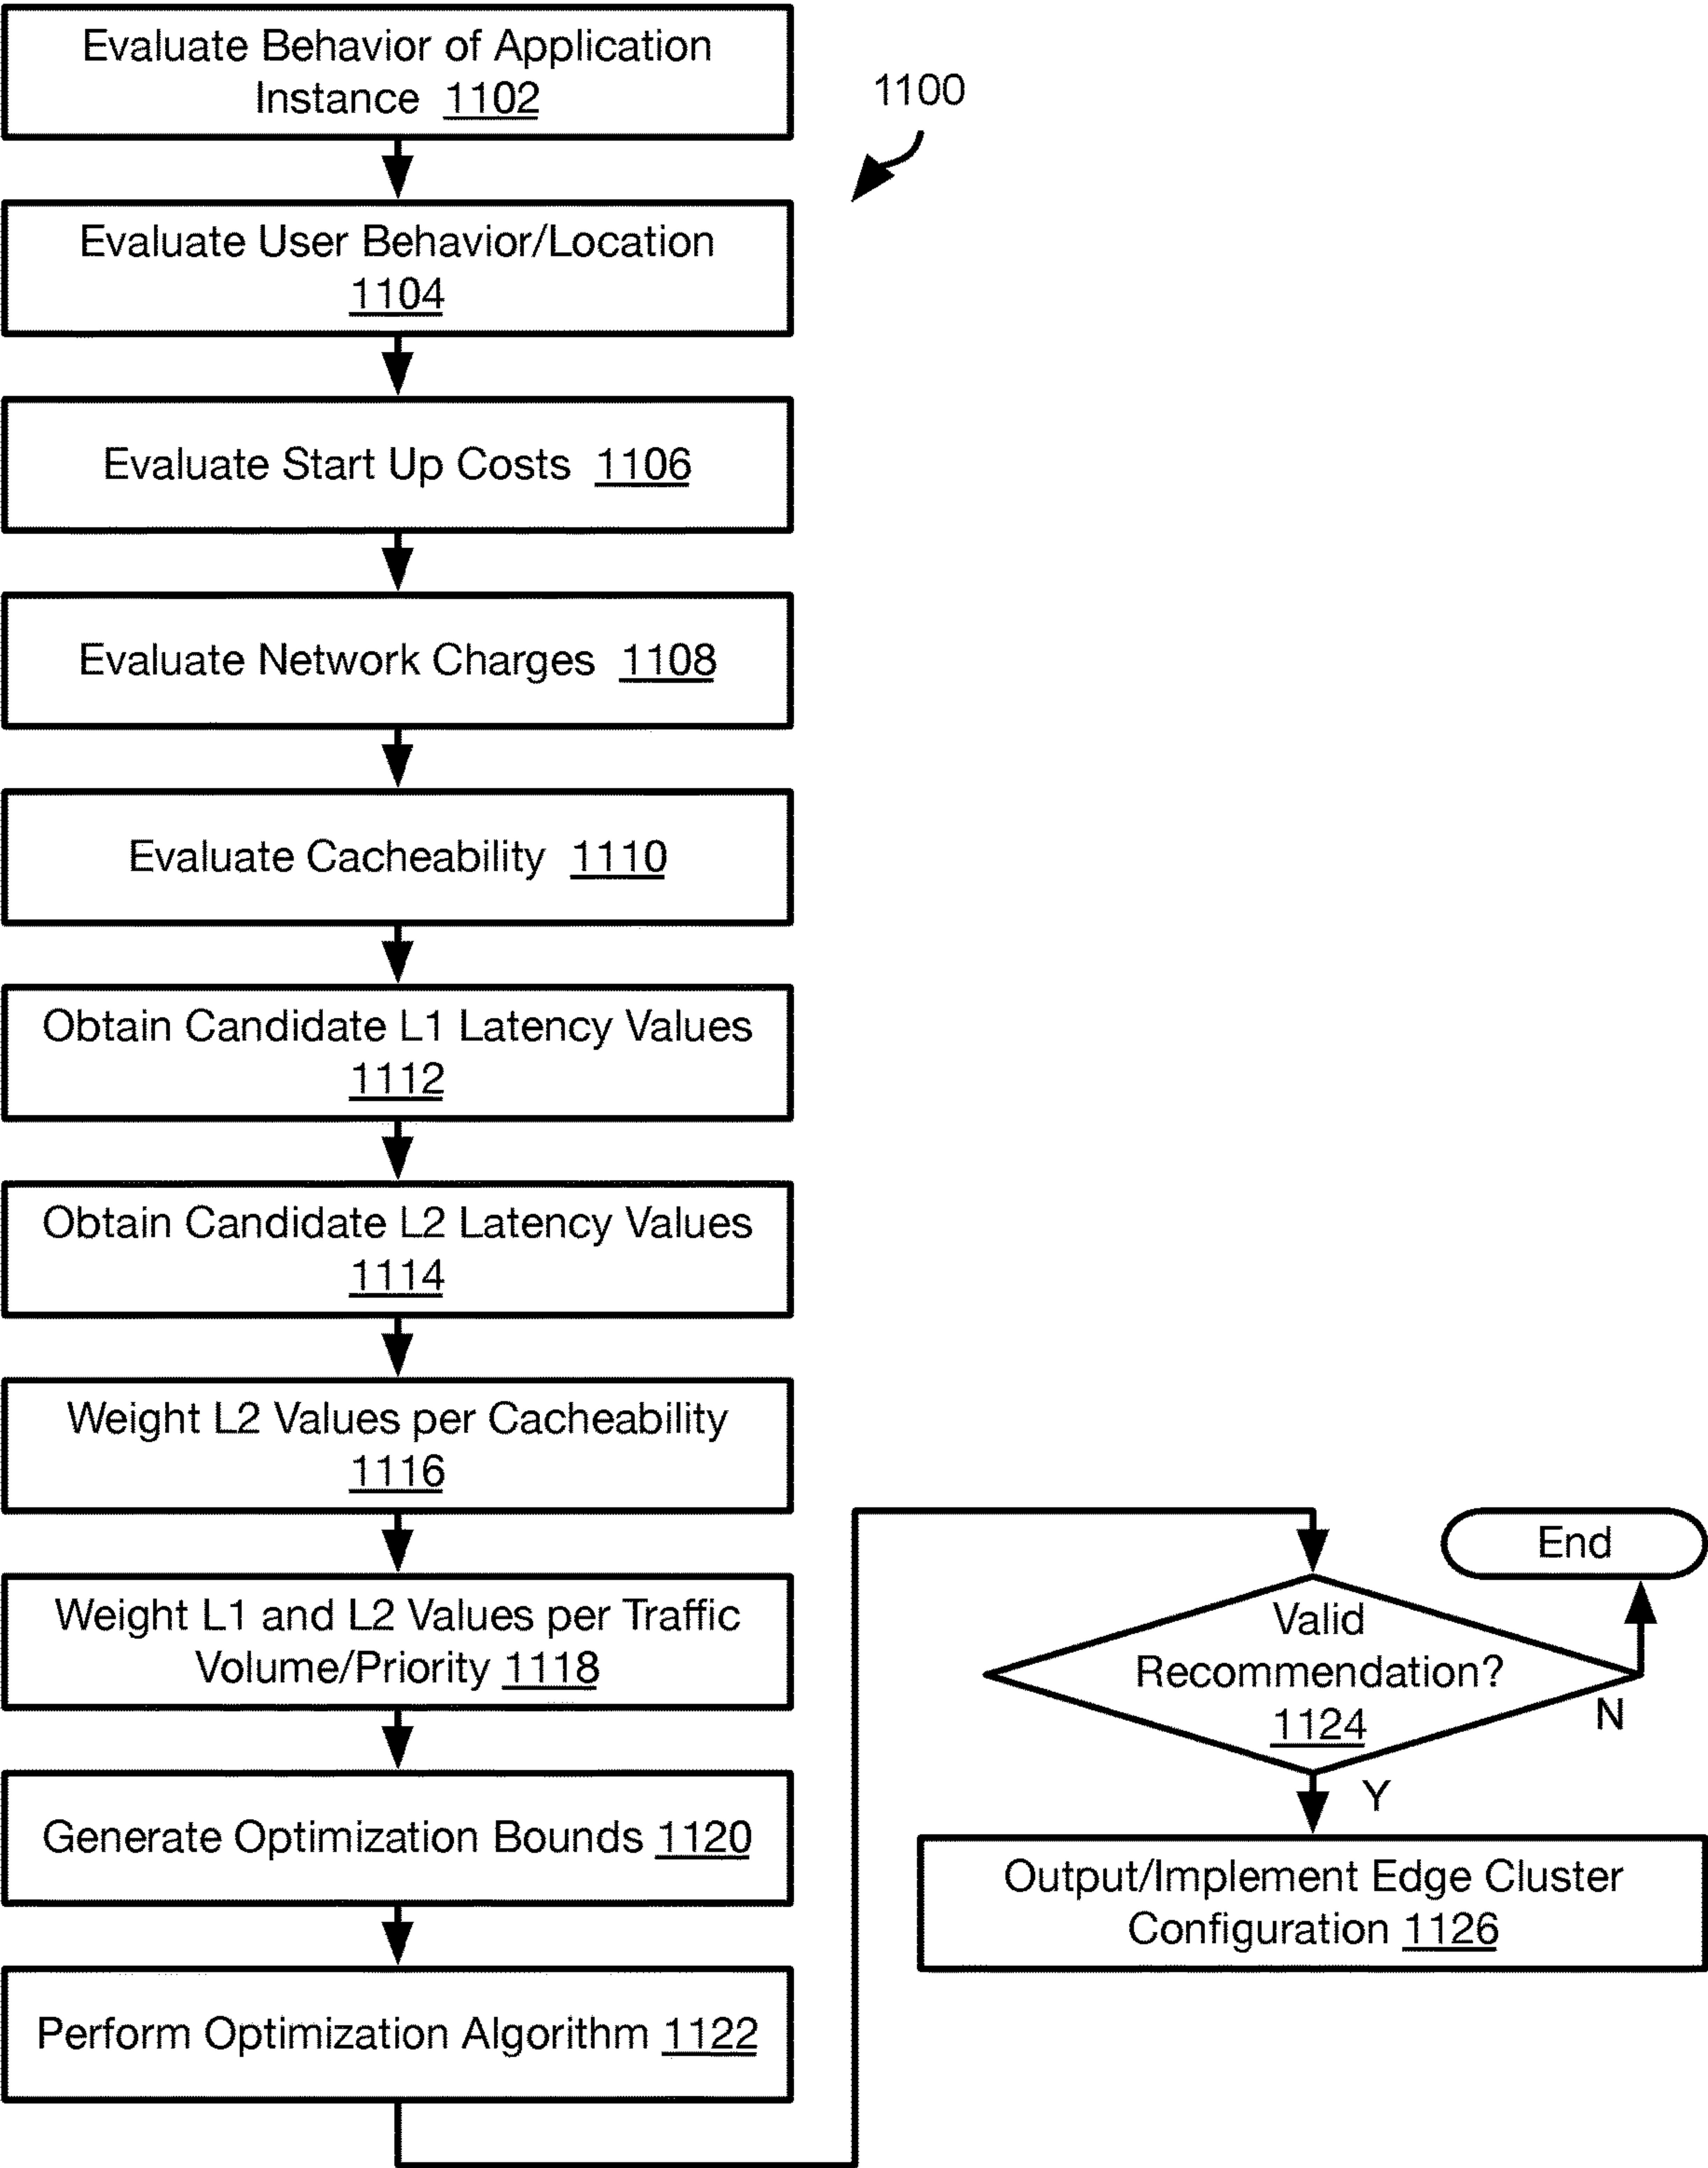 Evaluate Behavior of Application
Instance 1102
1100
Evaluate User Behavior/Location
1104
Evaluate Start Up Costs 1106
Evaluate Network Charges 1108
Evaluate Cacheability 1110
Obtain Candidate L1 Latency Values
1112
Obtain Candidate L2 Latency Values
1114
Weight L2 Values per Cacheability
1116
Weight L1 and L2 Values per Traffic
Volume/Priority 1118
Generate Optimization Bounds 1120
Perform Optimization Algorithm 1122
End
Valid
Recommendation?
1124
N
Y
Output/Implement Edge Cluster
Configuration 1126